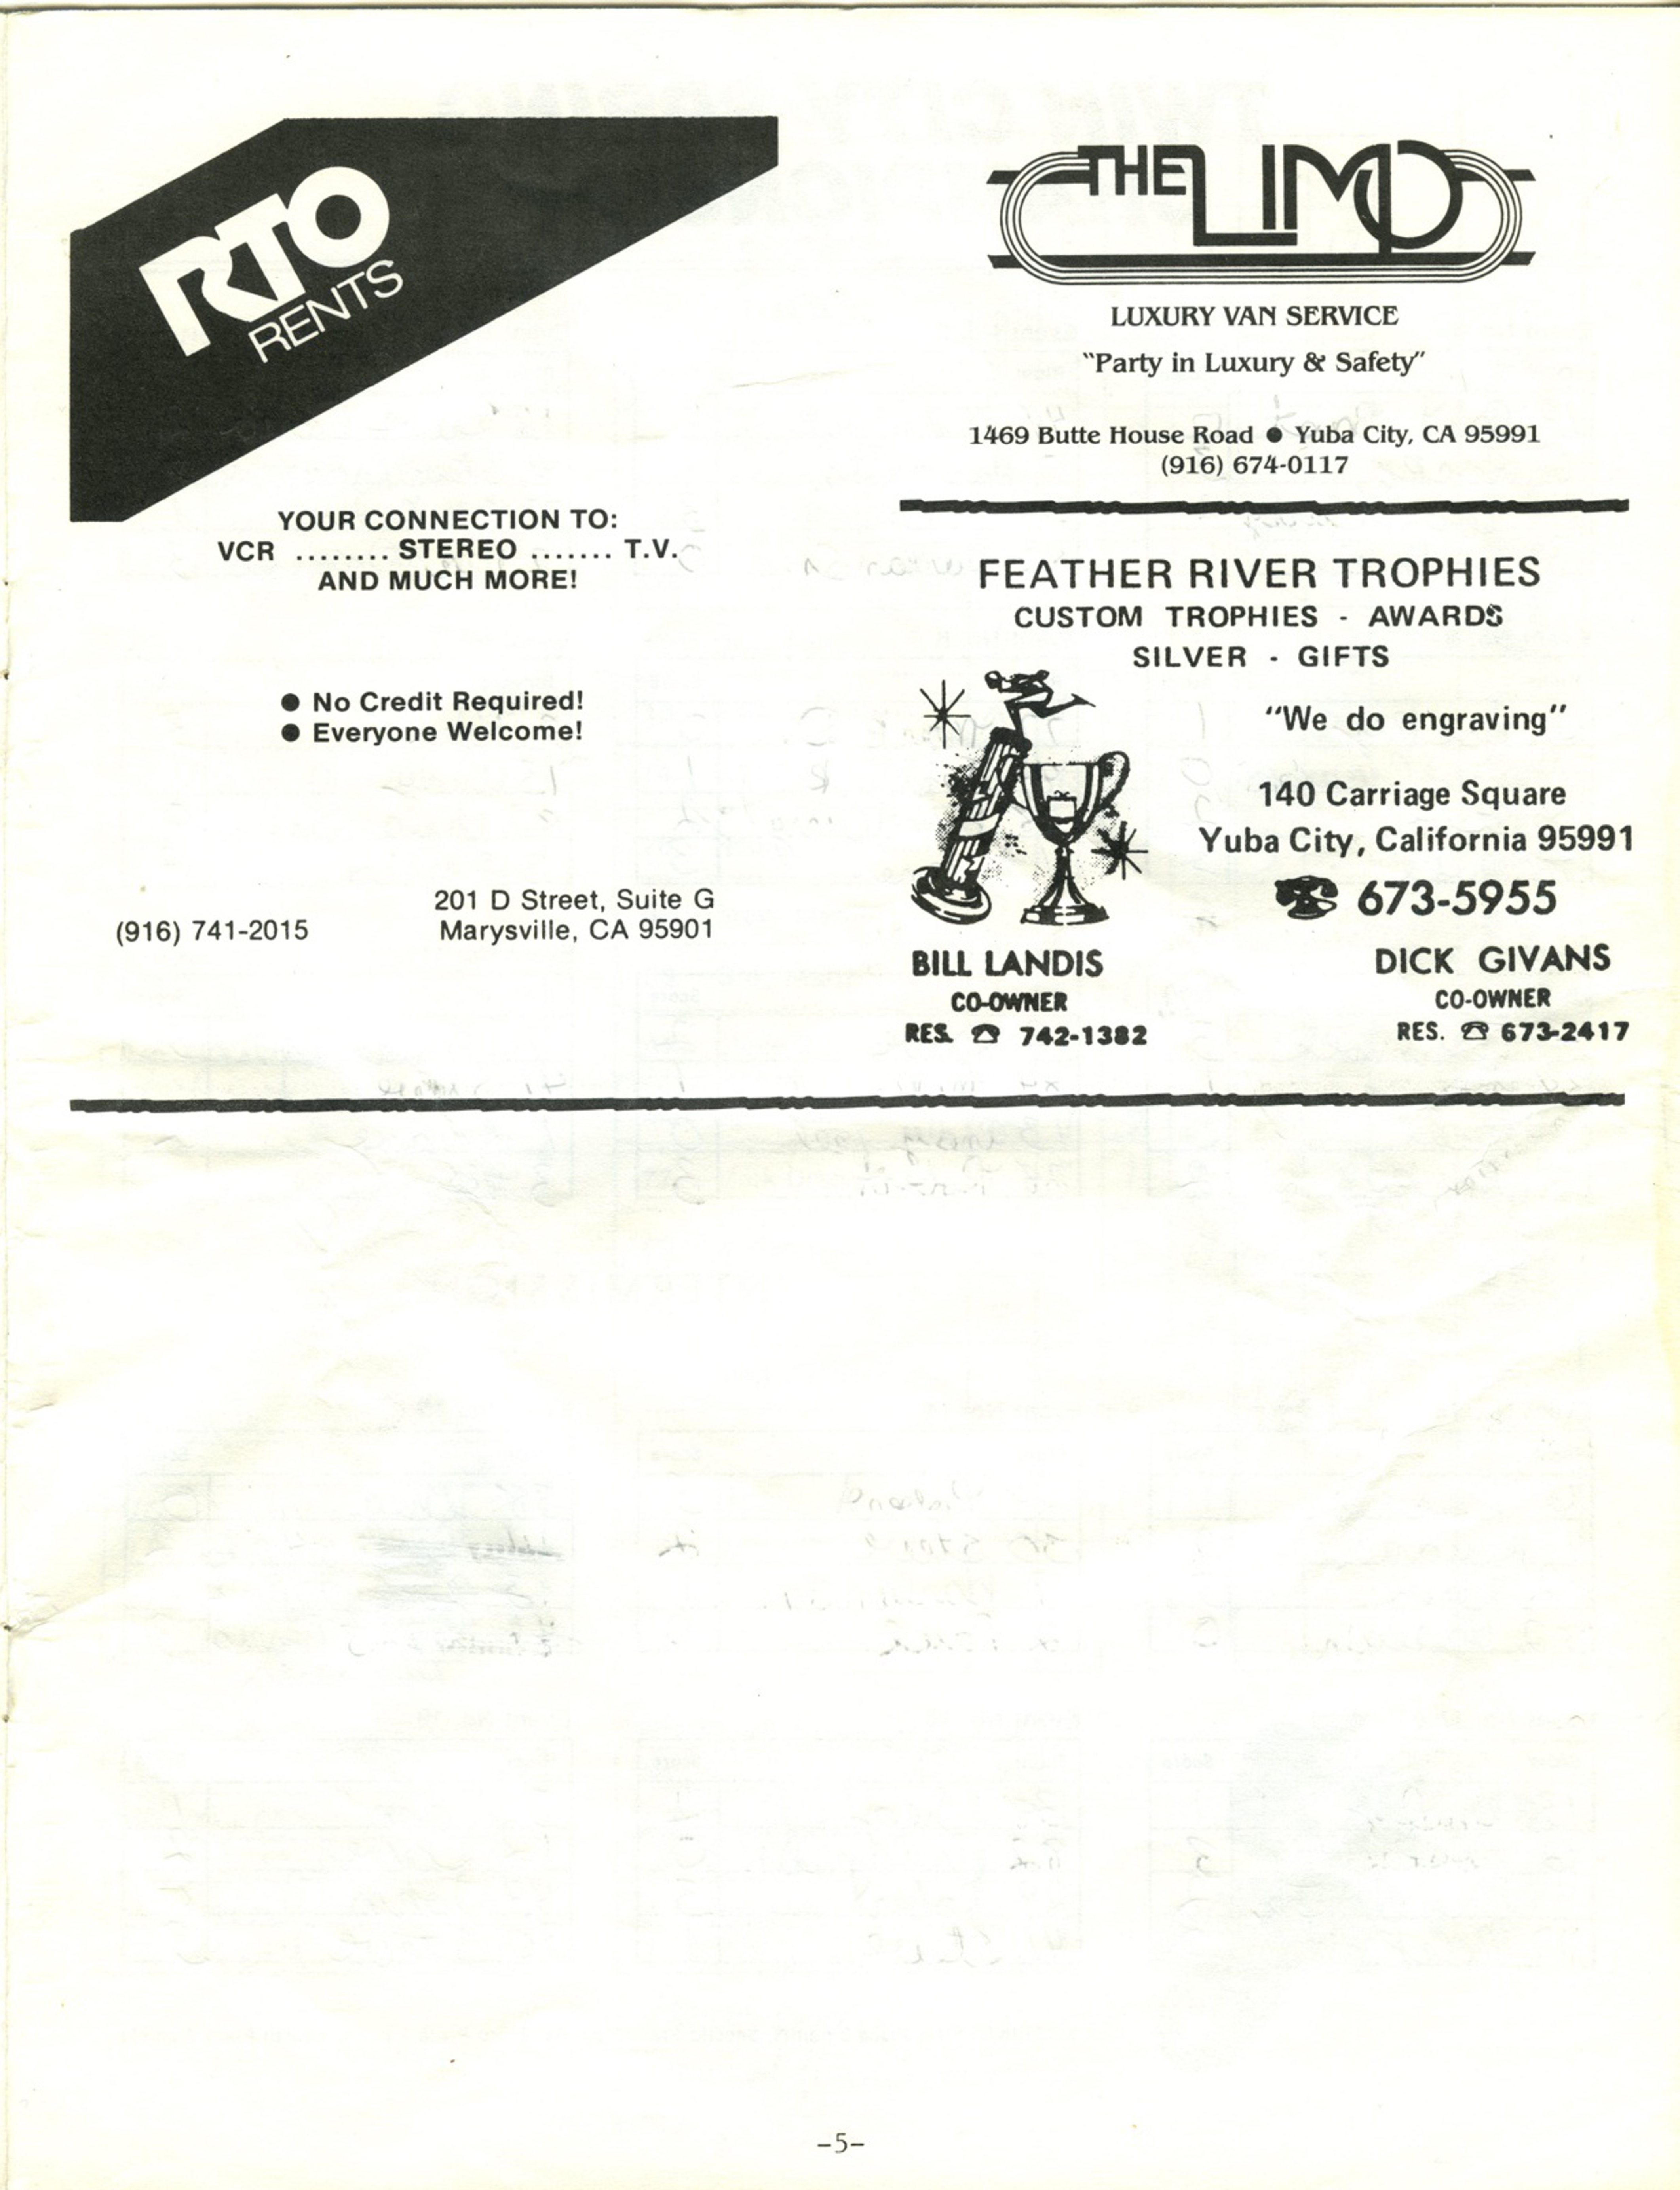 RTO
RENTS
YOUR CONNECTION TO:
VCR ........ STEREO ....... T.V.
AND MUCH MORE!
● No Credit Required!
● Everyone Welcome!
(916) 741-2015
201 D Street, Suite G
Marysville, CA 95901
THE LIMO
LUXURY VAN SERVICE
"Party in Luxury & Safety"
1469 Butte House Road ● Yuba City, CA 95991
(916) 674-0117
FEATHER RIVER TROPHIES
CUSTOM TROPHIES - AWARDS
SILVER - GIFTS
"We do engraving"
140 Carriage Square
Yuba City, California 95991
☎ 673-5955
BILL LANDIS
CO-OWNER
RES. ☎ 742-1382
DICK GIVANS
CO-OWNER
RES. ☎ 673-2417
-5-